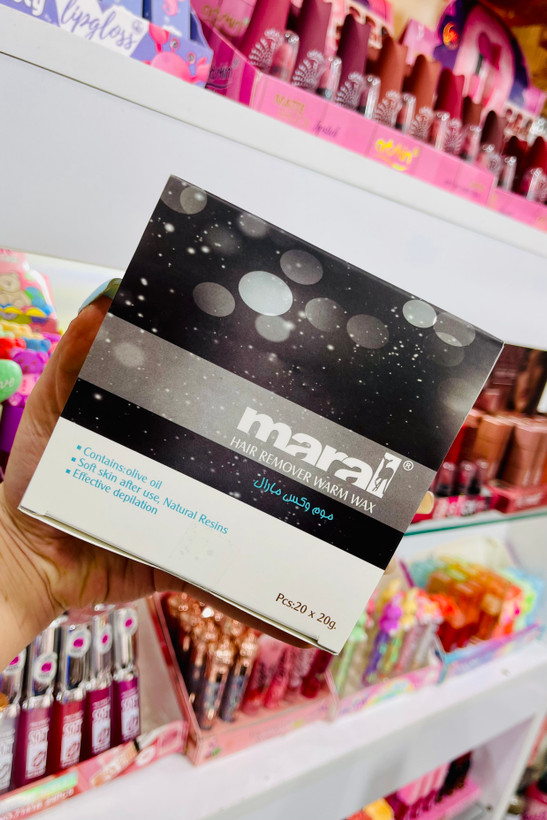 lipgloss
maral®
HAIR REMOVER WARM WAX
موم وکس مارال
Contains:olive oil
Soft skin after use, Natural Resins
Effective depilation
Pcs:20 x 20g.